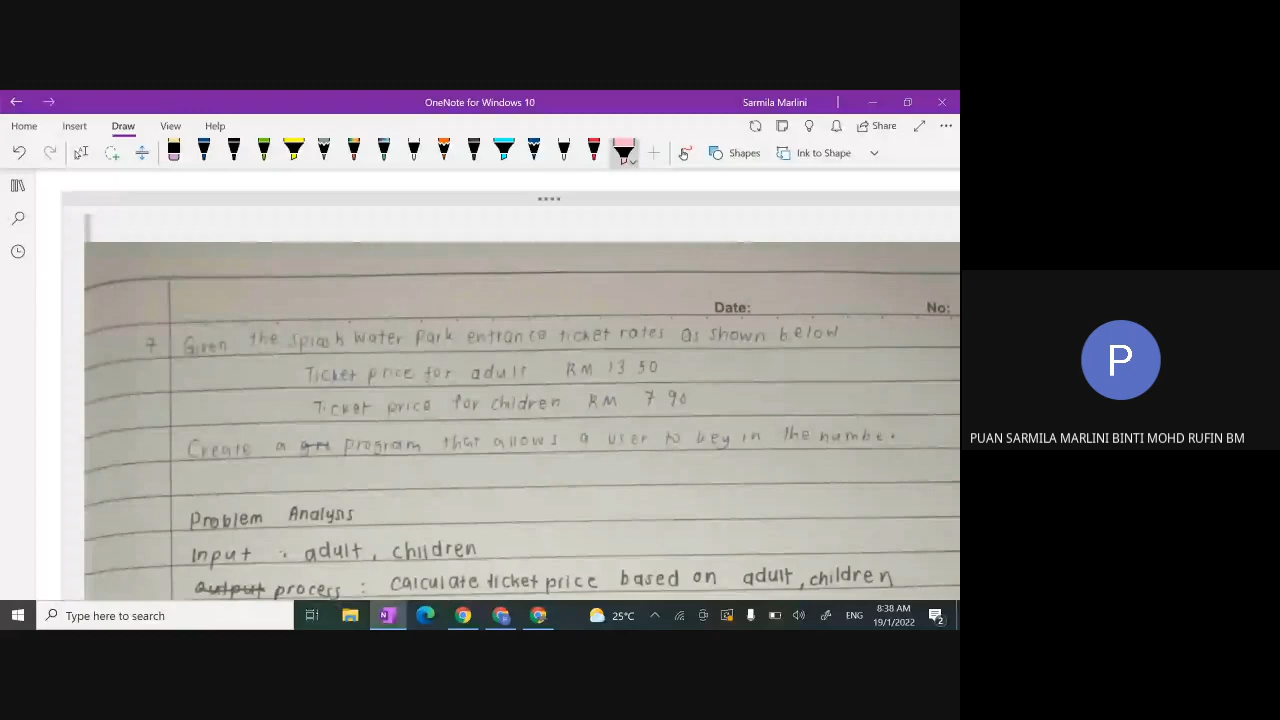 OneNote for Windows 10
Sarmila Marlini
Home Insert Draw View Help
Share
Shapes
Ink to Shape
Date:
No:
7 Given the splash water park entrance ticket rates as shown below
Ticket price for adult RM 13 50
Ticket price for children RM 7 90
Create a program that allows a user to key in the numbe.
Problem Analysis
Input : adult, children
output process : calculate ticket price based on adult, children
Type here to search
25°C
ENG
8:38 AM
19/1/2022
2
P
PUAN SARMILA MARLINI BINTI MOHD RUFIN BM